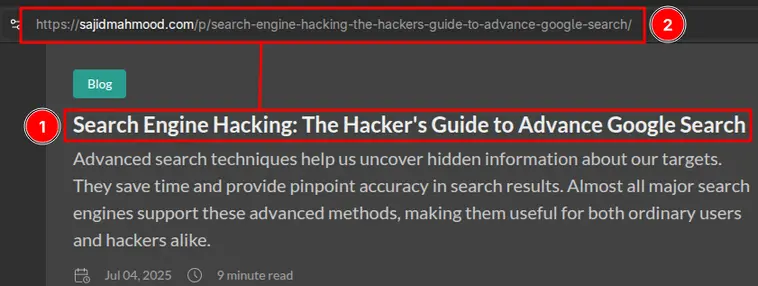 https://sajidmahmood.com/p/search-engine-hacking-the-hackers-guide-to-advance-google-search/
2
Blog
1
Search Engine Hacking: The Hacker's Guide to Advance Google Search
Advanced search techniques help us uncover hidden information about our targets.
They save time and provide pinpoint accuracy in search results. Almost all major search
engines support these advanced methods, making them useful for both ordinary users
and hackers alike.
Jul 04, 2025 9 minute read